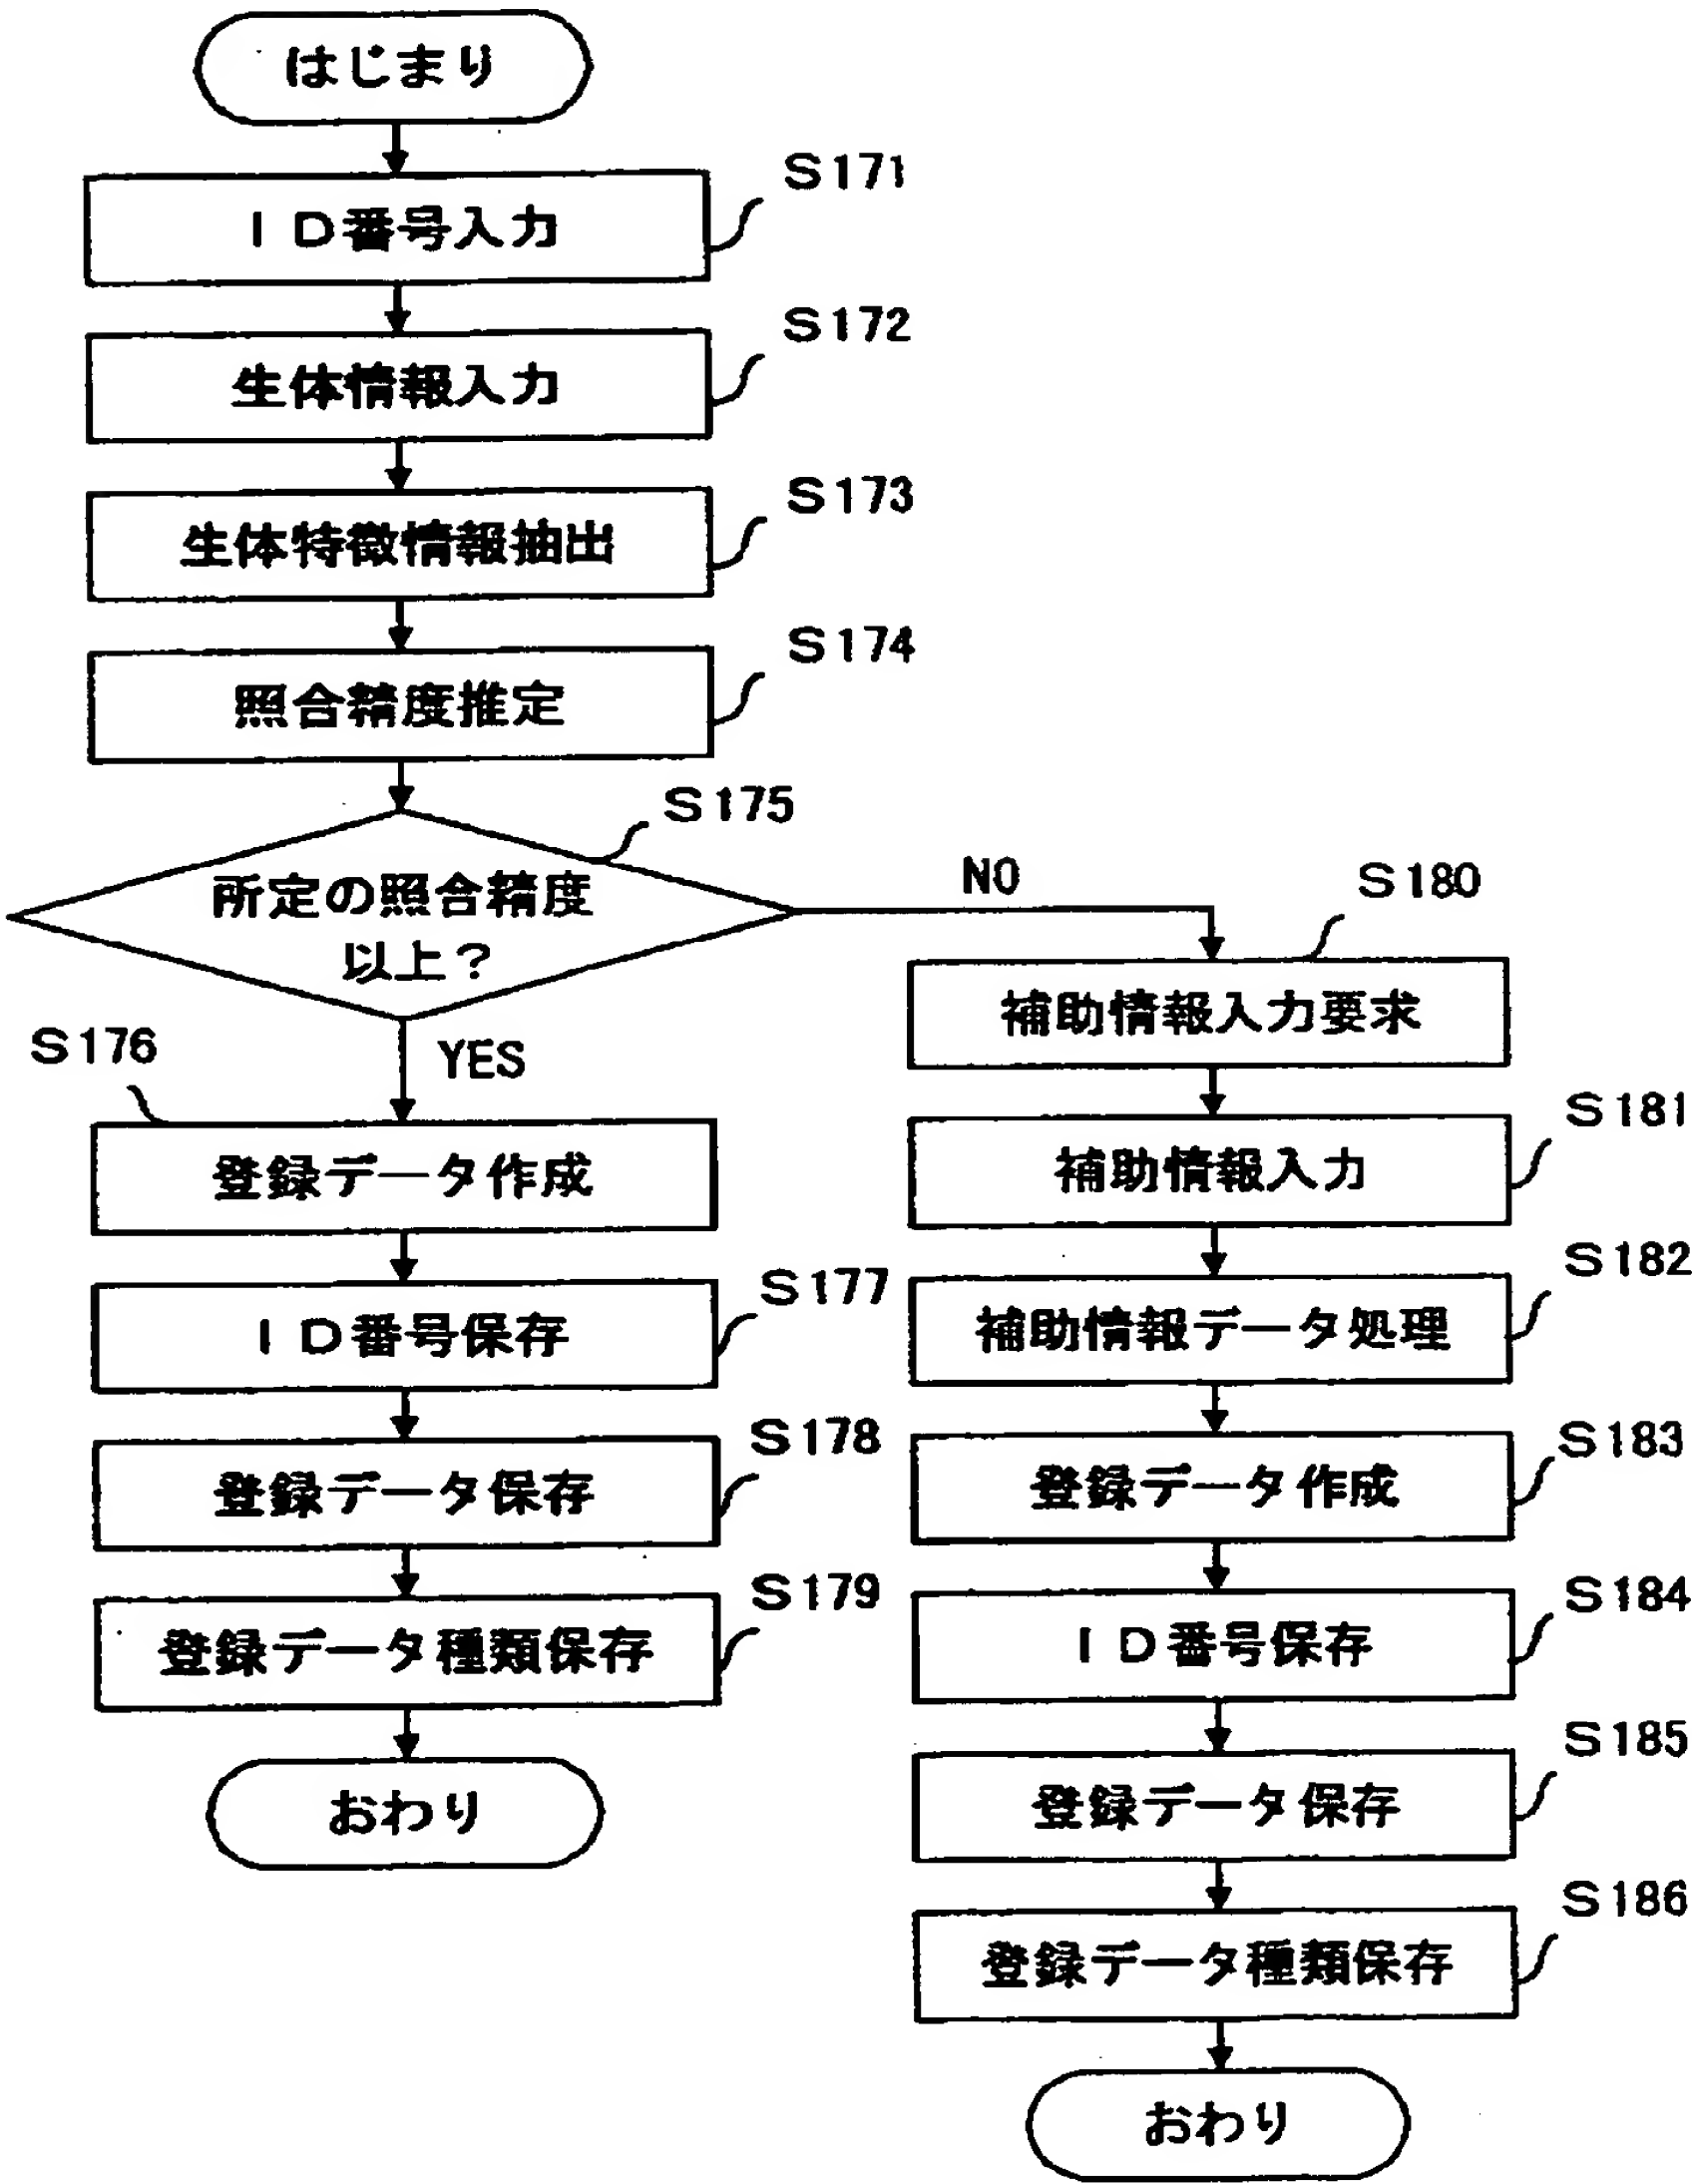 はじまり
S171
ID番号入力
S172
生体情報入力
S173
生体特徴情報抽出
S174
照合精度推定
S175
所定の照合精度
以上?
NO
YES
S176
登録データ作成
S177
ID番号保存
S178
登録データ保存
S179
登録データ種類保存
おわり
S180
補助情報入力要求
S181
補助情報入力
S182
補助情報データ処理
S183
登録データ作成
S184
ID番号保存
S185
登録データ保存
S186
登録データ種類保存
おわり